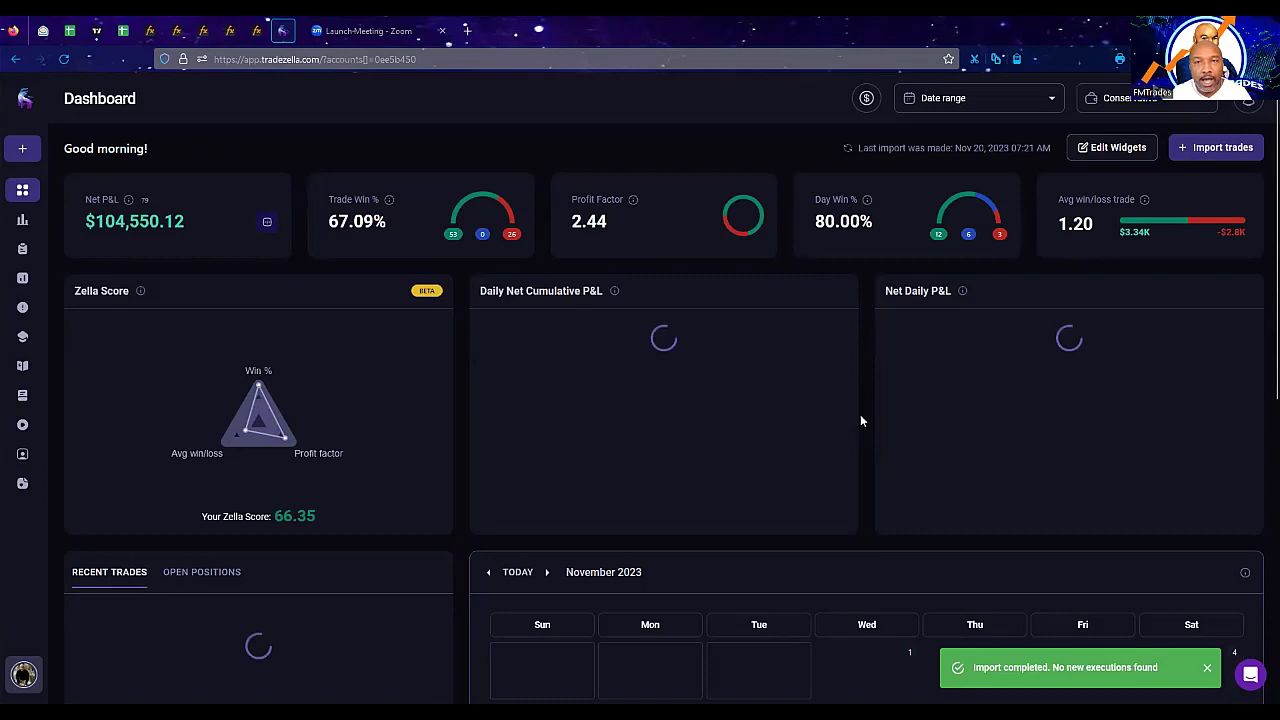 Launch-Meeting - Zoom
https://app.tradezella.com/?accounts[]=0ee5b450
FMTrades
Dashboard
Date range
Good morning!
Last import was made: Nov 20, 2023 07:21 AM
Edit Widgets
Import trades
Net P&L 79
$104,550.12
Trade Win %
67.09%
53 0 26
Profit Factor
2.44
Day Win %
80.00%
12 6 3
Avg win/loss trade
1.20
$3.34K -$2.8K
Zella Score
BETA
Win %
Avg win/loss Profit factor
Your Zella Score: 66.35
Daily Net Cumulative P&L
Net Daily P&L
RECENT TRADES OPEN POSITIONS
TODAY November 2023
Sun Mon Tue Wed Thu Fri Sat
1 4
Import completed. No new executions found